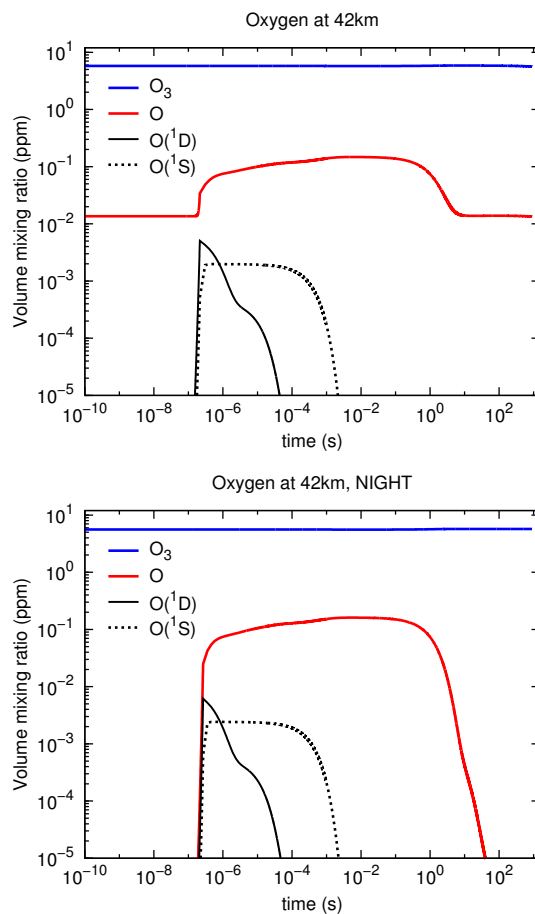 Oxygen at 42km
Volume mixing ratio (ppm)
10^1
10^0
10^-1
10^-2
10^-3
10^-4
10^-5
O_3
O
O(^1D)
O(^1S)
10^-10 10^-8 10^-6 10^-4 10^-2 10^0 10^2
time (s)
Oxygen at 42km, NIGHT
Volume mixing ratio (ppm)
10^1
10^0
10^-1
10^-2
10^-3
10^-4
10^-5
O_3
O
O(^1D)
O(^1S)
10^-10 10^-8 10^-6 10^-4 10^-2 10^0 10^2
time (s)